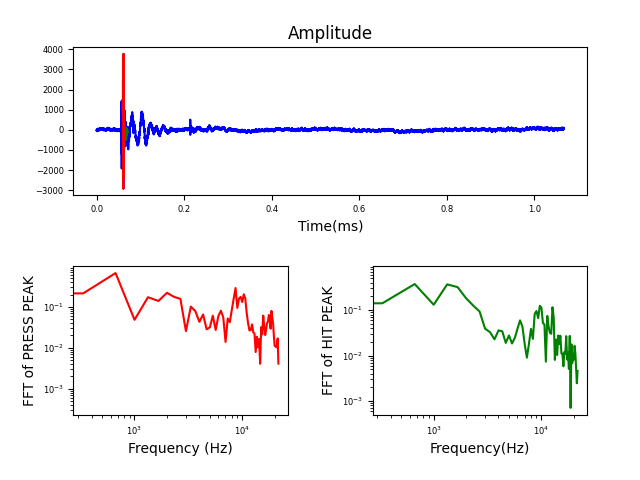 Amplitude
4000
3000
2000
1000
0
−1000
−2000
−3000
0.0 0.2 0.4 0.6 0.8 1.0
Time(ms)
FFT of PRESS PEAK
10⁻¹
10⁻²
10⁻³
10³ 10⁴
Frequency (Hz)
FFT of HIT PEAK
10⁻¹
10⁻²
10⁻³
10³ 10⁴
Frequency(Hz)